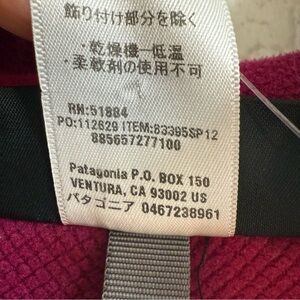 飾り付け部分を除く
・乾燥機ー低温
・柔軟剤の使用不可
RN:51884
PO:112629 ITEM:83395SP12
885657277100
Patagonia P.O. BOX 150
VENTURA, CA 93002 US
パタゴニア 0467238961